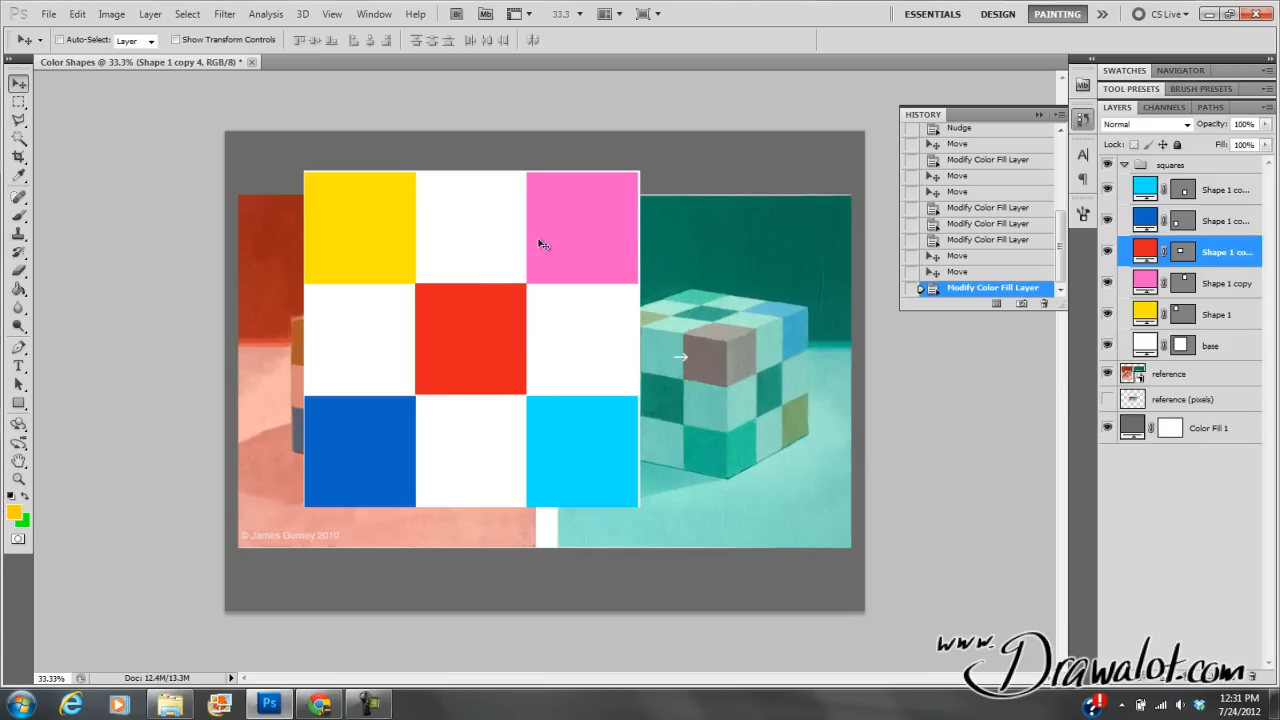 PS File Edit Image Layer Select Filter Analysis 3D View Window Help Br Mb 33.3 ESSENTIALS DESIGN PAINTING CS Live
Auto-Select: Layer Show Transform Controls
Color Shapes @ 33.3% (Shape 1 copy 4, RGB/8) *
SWATCHES NAVIGATOR
Mb
TOOL PRESETS BRUSH PRESETS
LAYERS CHANNELS PATHS
HISTORY
Normal Opacity: 100%
Nudge
Lock: Fill: 100%
Move
Modify Color Fill Layer
squares
Move
Move
Shape 1 co...
Modify Color Fill Layer
Modify Color Fill Layer
Shape 1 co...
Modify Color Fill Layer
Move
Shape 1 co...
Move
Modify Color Fill Layer
Shape 1 copy
Shape 1
base
reference
reference (pixels)
Color Fill 1
T
© James Gurney 2010
www.
Drawalot.com
33.33% Doc: 12.4M/13.3M
Ps
12:31 PM
7/24/2012